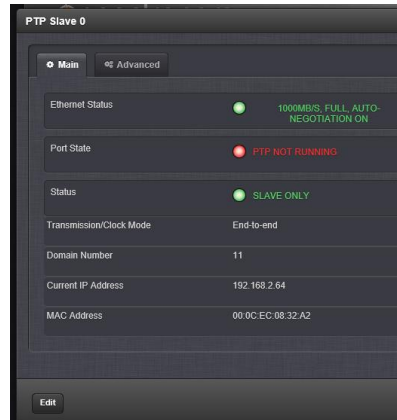 PTP Slave 0
Main
Advanced
Ethernet Status
1000MB/S, FULL, AUTO-
NEGOTIATION ON
Port State
PTP NOT RUNNING
Status
SLAVE ONLY
Transmission/Clock Mode
End-to-end
Domain Number
11
Current IP Address
192.168.2.64
MAC Address
00:0C:EC:08:32:A2
Edit